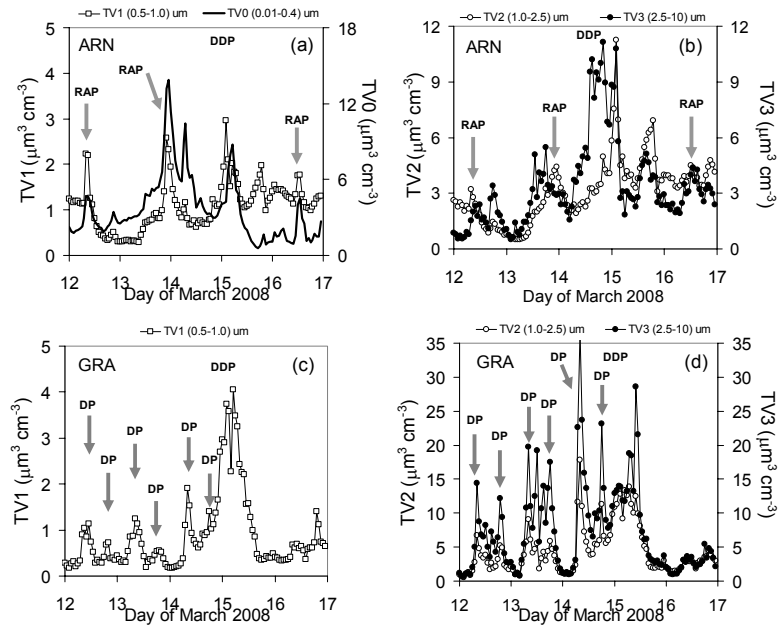 TV1 (0.5-1.0) um TV0 (0.01-0.4) um
5 18
ARN DDP (a)
4
RAP 14
3
RAP
10
RAP
2
5
1
0 0
12 13 14 15 16 17
Day of March 2008
TV1 (μm³ cm⁻³)
TV0 (μm³ cm⁻³)
TV2 (1.0-2.5) um TV3 (2.5-10) um
12 12
ARN DDP (b)
9 9
RAP RAP RAP
6 6
3 3
0 0
12 13 14 15 16 17
Day of March 2008
TV2 (μm³ cm⁻³)
TV3 (μm³ cm⁻³)
TV1 (0.5-1.0) um
5
GRA DDP (c)
4
DP DP DP
3
DP DP
2
DP
1
0
12 13 14 15 16 17
Day of March 2008
TV1 (μm³ cm⁻³)
TV2 (1.0-2.5) um TV3 (2.5-10) um
35 35
GRA DP DDP (d)
30 30
DP
25 25
DP DP DP
20 20
DP
15 15
10 10
5 5
0 0
12 13 14 15 16 17
Day of March 2008
TV2 (μm³ cm⁻³)
TV3 (μm³ cm⁻³)